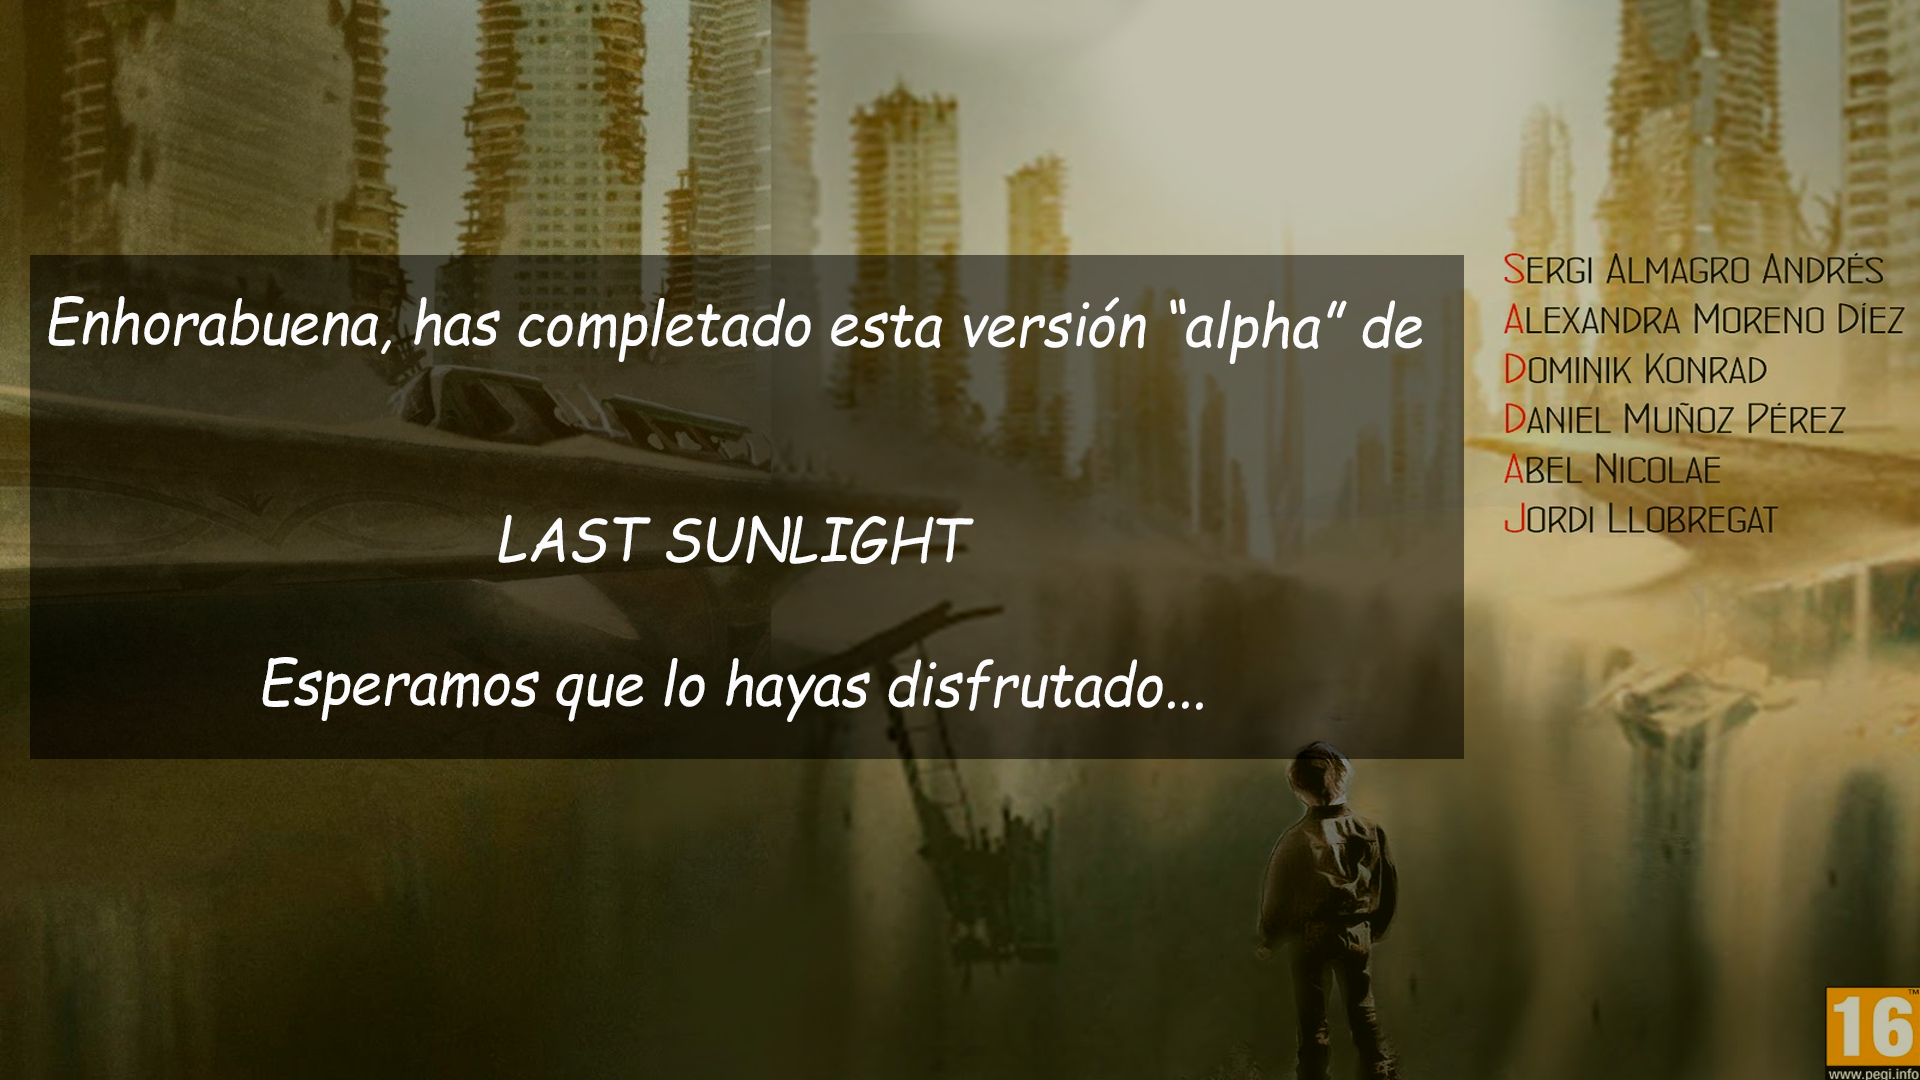 Enhorabuena, has completado esta versión “alpha” de
LAST SUNLIGHT
Esperamos que lo hayas disfrutado...
SERGI ALMAGRO ANDRÉS
ALEXANDRA MORENO DÍEZ
DOMINIK KONRAD
DANIEL MUÑOZ PÉREZ
ABEL NICOLAE
JORDI LLOBREGAT
16™
www.pegi.info